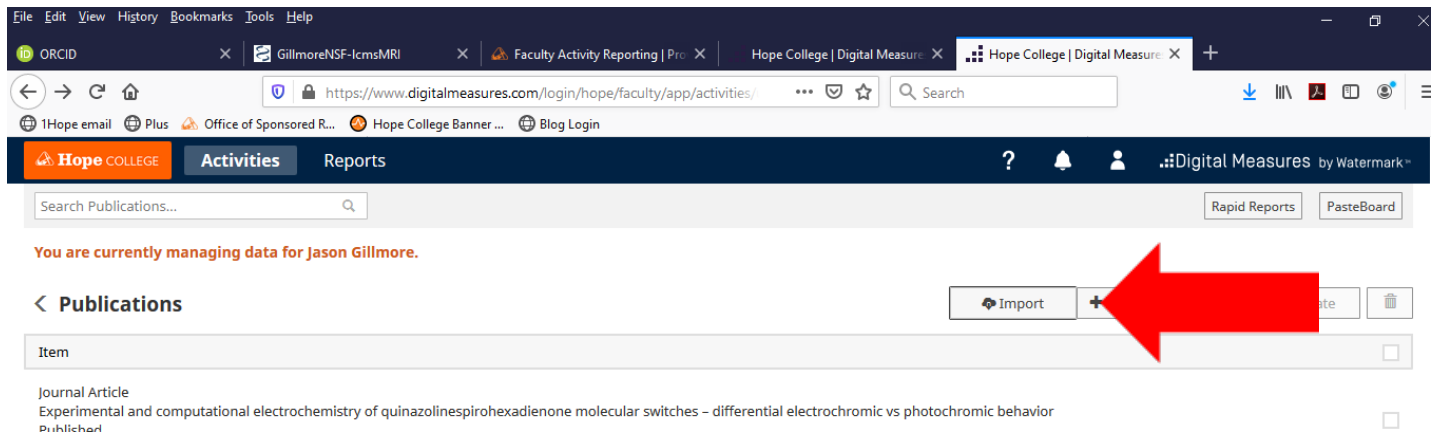 File Edit View History Bookmarks Tools Help
ORCID GillmoreNSF-IcmsMRI Faculty Activity Reporting | Pro Hope College | Digital Measure Hope College | Digital Measure
https://www.digitalmeasures.com/login/hope/faculty/app/activities/ Search
1Hope email Plus Office of Sponsored R... Hope College Banner ... Blog Login
Hope COLLEGE Activities Reports ? Digital Measures by Watermark™
Search Publications... Rapid Reports PasteBoard
You are currently managing data for Jason Gillmore.
< Publications Import +
Item
Journal Article
Experimental and computational electrochemistry of quinazolinespirohexadienone molecular switches – differential electrochromic vs photochromic behavior
Published